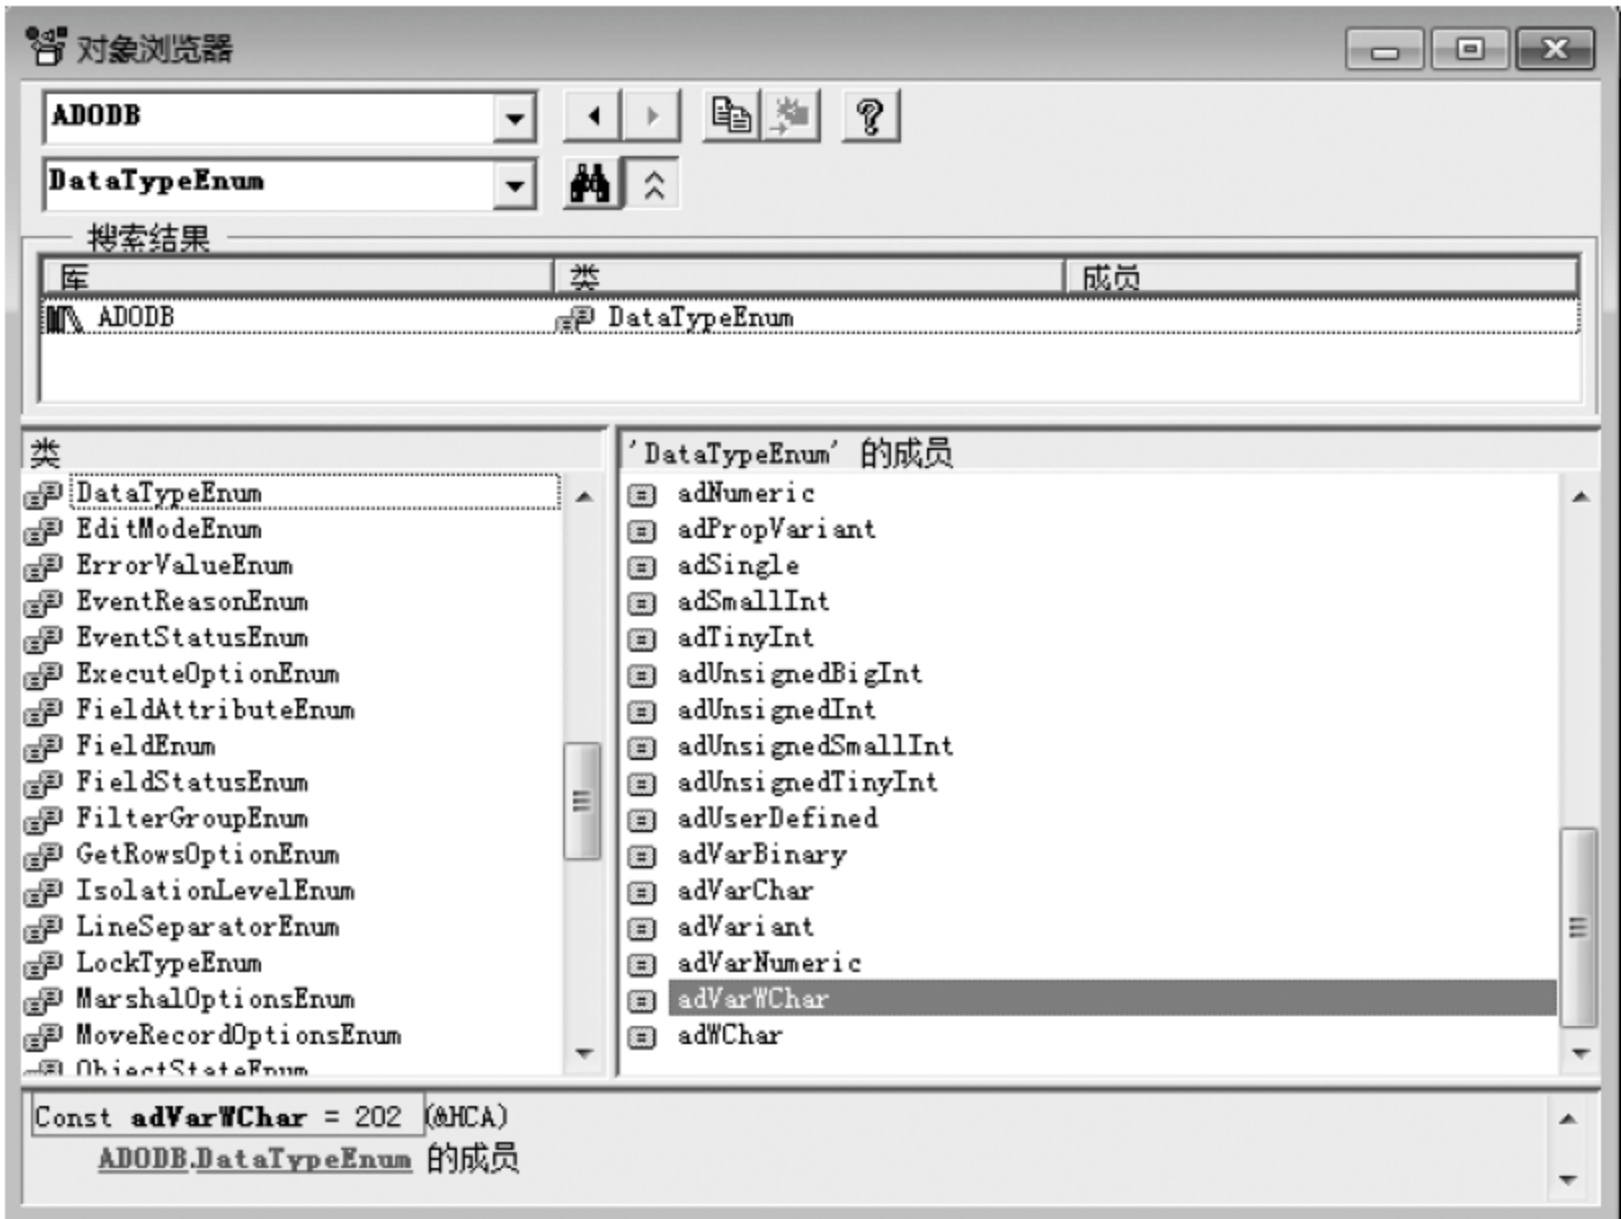 对象浏览器
ADODB
DataTypeEnum
搜索结果
库 类 成员
ADODB DataTypeEnum
类
DataTypeEnum
EditModeEnum
ErrorValueEnum
EventReasonEnum
EventStatusEnum
ExecuteOptionEnum
FieldAttributeEnum
FieldEnum
FieldStatusEnum
FilterGroupEnum
GetRowsOptionEnum
IsolationLevelEnum
LineSeparatorEnum
LockTypeEnum
MarshalOptionsEnum
MoveRecordOptionsEnum
ObjectStateEnum
'DataTypeEnum' 的成员
adNumeric
adPropVariant
adSingle
adSmallInt
adTinyInt
adUnsignedBigInt
adUnsignedInt
adUnsignedSmallInt
adUnsignedTinyInt
adUserDefined
adVarBinary
adVarChar
adVariant
adVarNumeric
adVarWChar
adWChar
Const adVarWChar = 202 (&HCA)
ADODB.DataTypeEnum 的成员